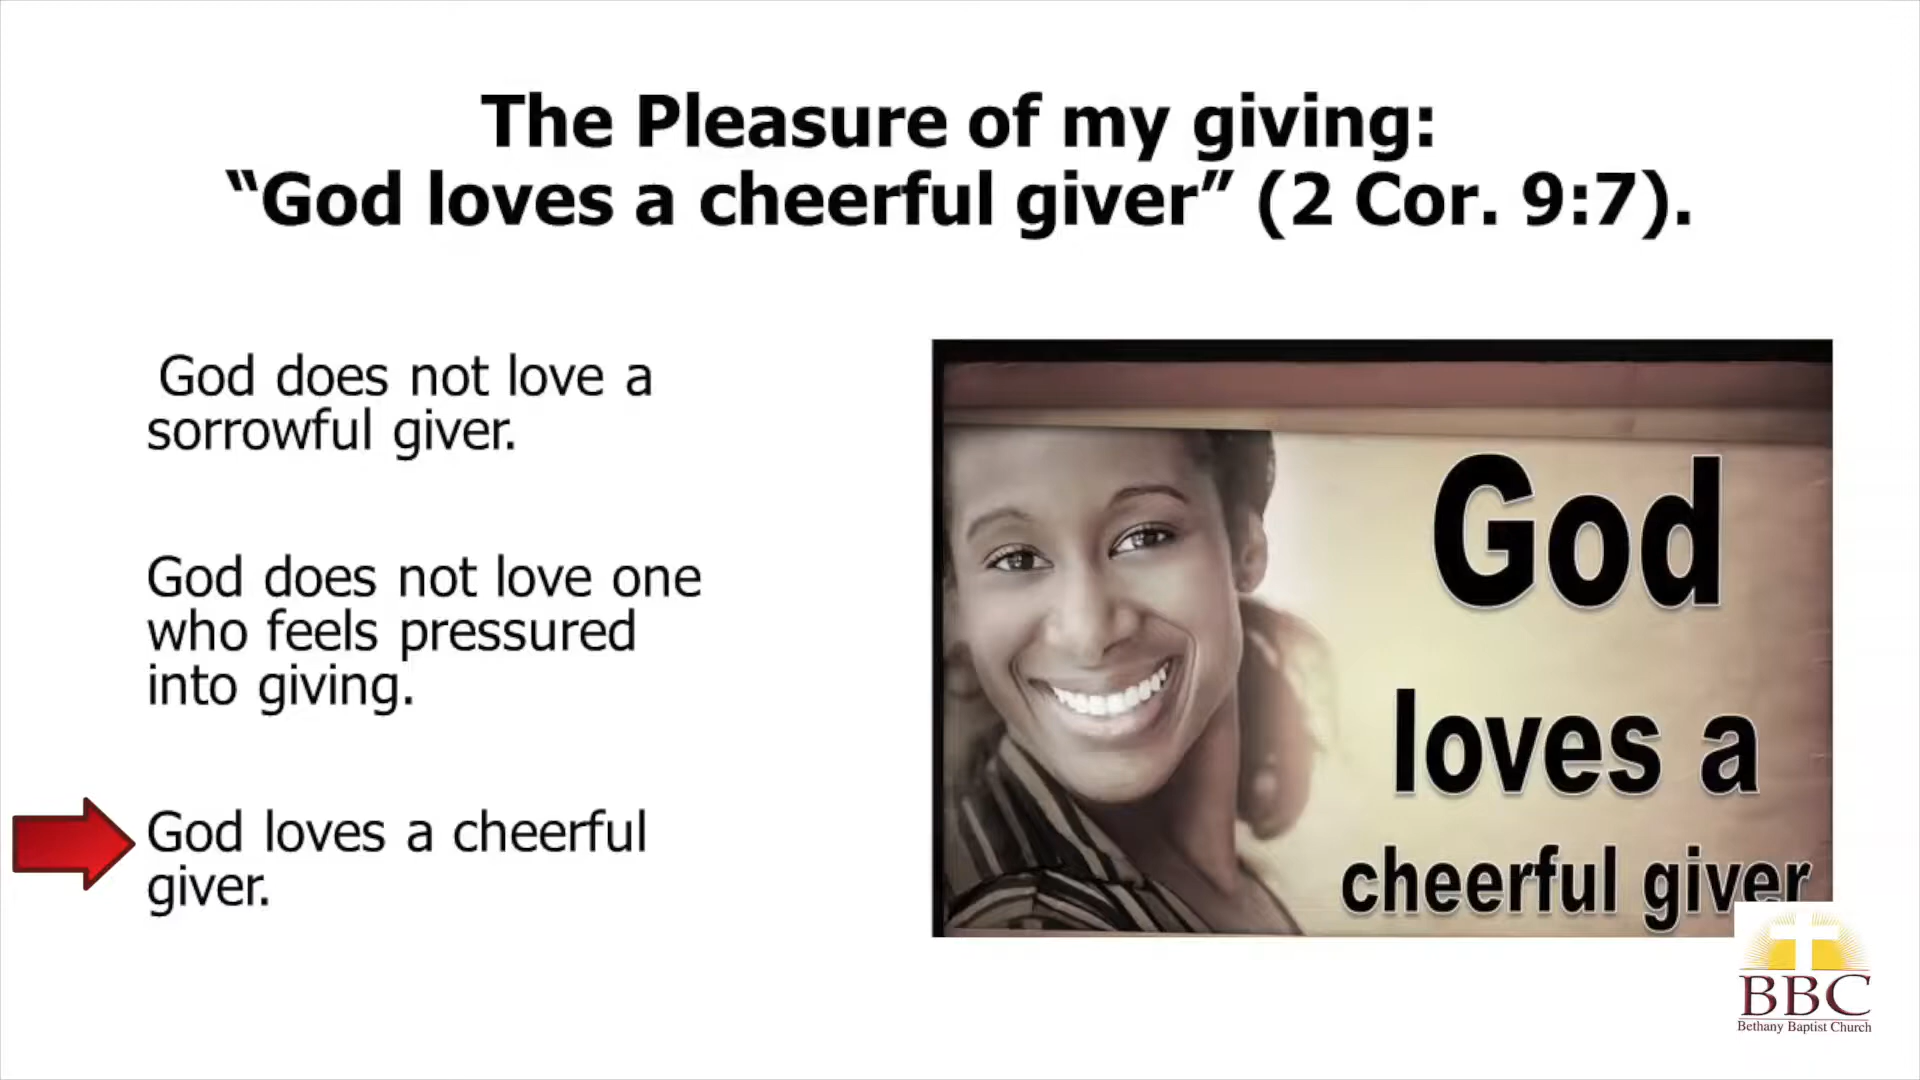 The Pleasure of my giving:
“God loves a cheerful giver” (2 Cor. 9:7).
God does not love a
sorrowful giver.
God does not love one
who feels pressured
into giving.
God loves a cheerful
giver.
God
loves a
cheerful giver
BBC
Bethany Baptist Church